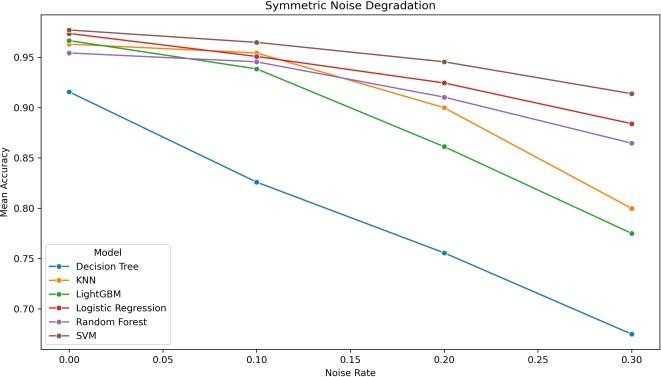 Symmetric Noise Degradation
Mean Accuracy
0.95
0.90
0.85
0.80
0.75
0.70
Model
Decision Tree
KNN
LightGBM
Logistic Regression
Random Forest
SVM
0.00 0.05 0.10 0.15 0.20 0.25 0.30
Noise Rate